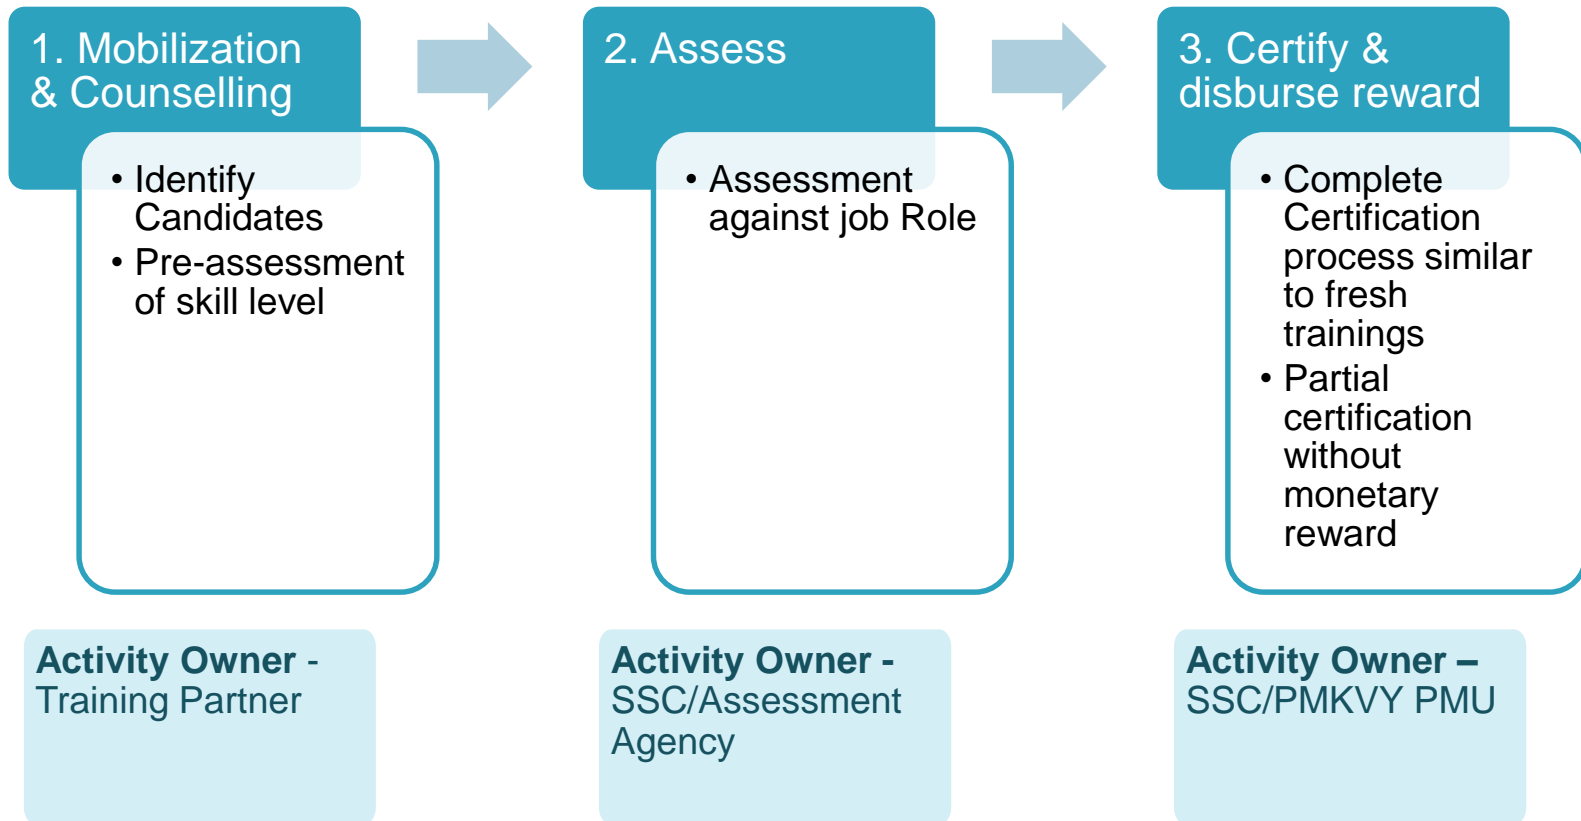 1. Mobilization
& Counselling
• Identify
Candidates
• Pre-assessment
of skill level
Activity Owner -
Training Partner
2. Assess
• Assessment
against job Role
Activity Owner -
SSC/Assessment
Agency
3. Certify &
disburse reward
• Complete
Certification
process similar
to fresh
trainings
• Partial
certification
without
monetary
reward
Activity Owner –
SSC/PMKVY PMU